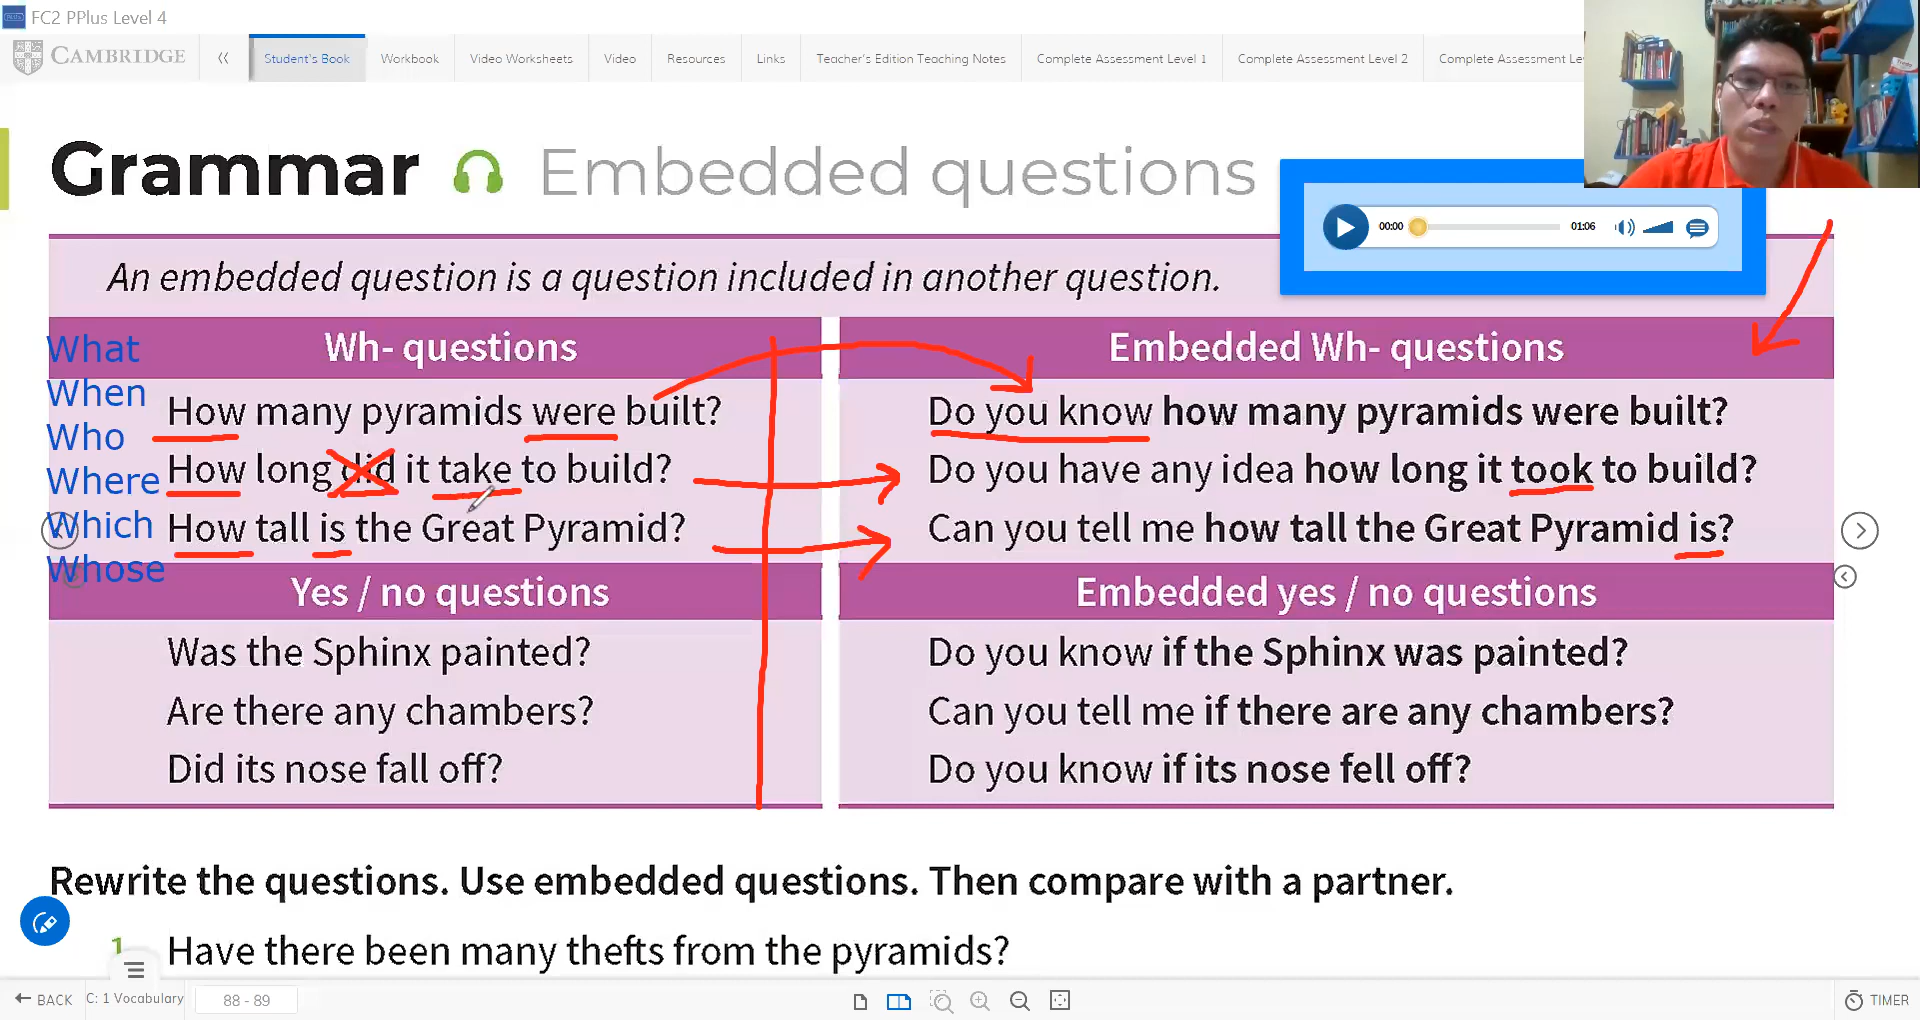 FC2 PPlus Level 4
CAMBRIDGE
Student's Book Workbook Video Worksheets Video Resources Links Teacher's Edition Teaching Notes Complete Assessment Level 1 Complete Assessment Level 2 Complete Assessment Le
Grammar Embedded questions
00:00 01:06
An embedded question is a question included in another question.
Wh- questions Embedded Wh- questions
What
When
Who
Where
Which
Whose
How many pyramids were built? Do you know how many pyramids were built?
How long did it take to build? Do you have any idea how long it took to build?
How tall is the Great Pyramid? Can you tell me how tall the Great Pyramid is?
Yes / no questions Embedded yes / no questions
Was the Sphinx painted? Do you know if the Sphinx was painted?
Are there any chambers? Can you tell me if there are any chambers?
Did its nose fall off? Do you know if its nose fell off?
Rewrite the questions. Use embedded questions. Then compare with a partner.
1 Have there been many thefts from the pyramids?
BACK C: 1 Vocabulary 88 - 89 TIMER